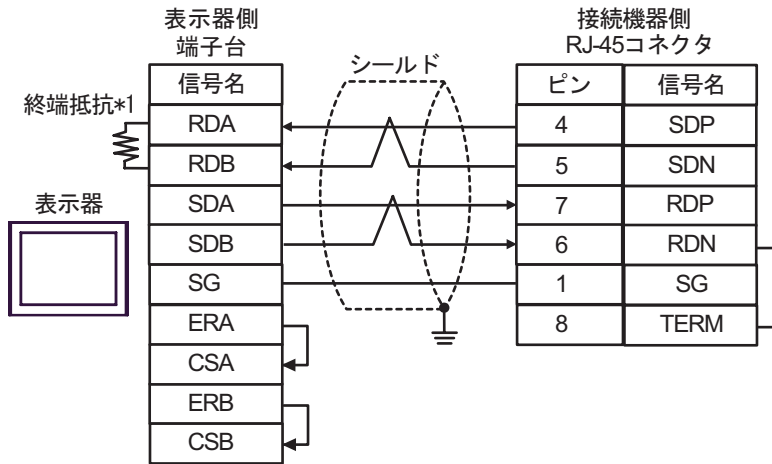 表示器側
端子台
接続機器側
RJ-45コネクタ
シールド
終端抵抗*1
表示器
信号名
RDA
RDB
SDA
SDB
SG
ERA
CSA
ERB
CSB
ピン 信号名
4 SDP
5 SDN
7 RDP
6 RDN
1 SG
8 TERM